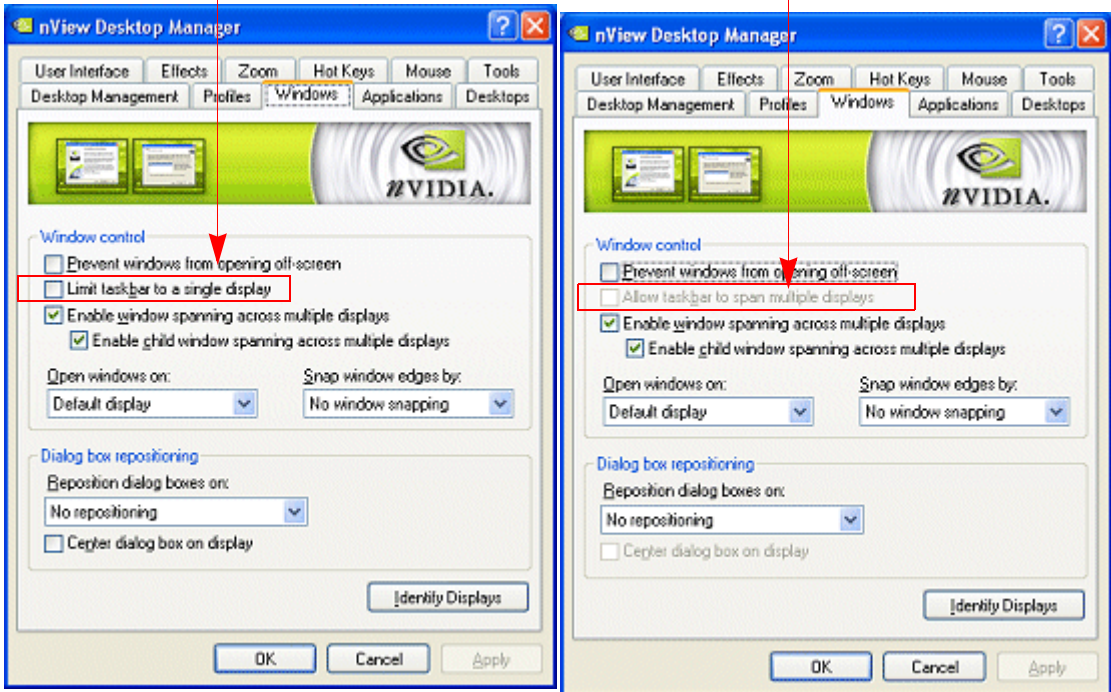 nView Desktop Manager
User Interface Effects Zoom Hot Keys Mouse Tools
Desktop Management Profiles Windows Applications Desktops
NVIDIA.
Window control
Prevent windows from opening off-screen
Limit taskbar to a single display
Enable window spanning across multiple displays
Enable child window spanning across multiple displays
Open windows on: Snap window edges by:
Default display No window snapping
Dialog box repositioning
Reposition dialog boxes on:
No repositioning
Center dialog box on display
Identify Displays
OK Cancel Apply
nView Desktop Manager
User Interface Effects Zoom Hot Keys Mouse Tools
Desktop Management Profiles Windows Applications Desktops
NVIDIA.
Window control
Prevent windows from opening off-screen
Allow taskbar to span multiple displays
Enable window spanning across multiple displays
Enable child window spanning across multiple displays
Open windows on: Snap window edges by:
Default display No window snapping
Dialog box repositioning
Reposition dialog boxes on:
No repositioning
Center dialog box on display
Identify Displays
OK Cancel Apply